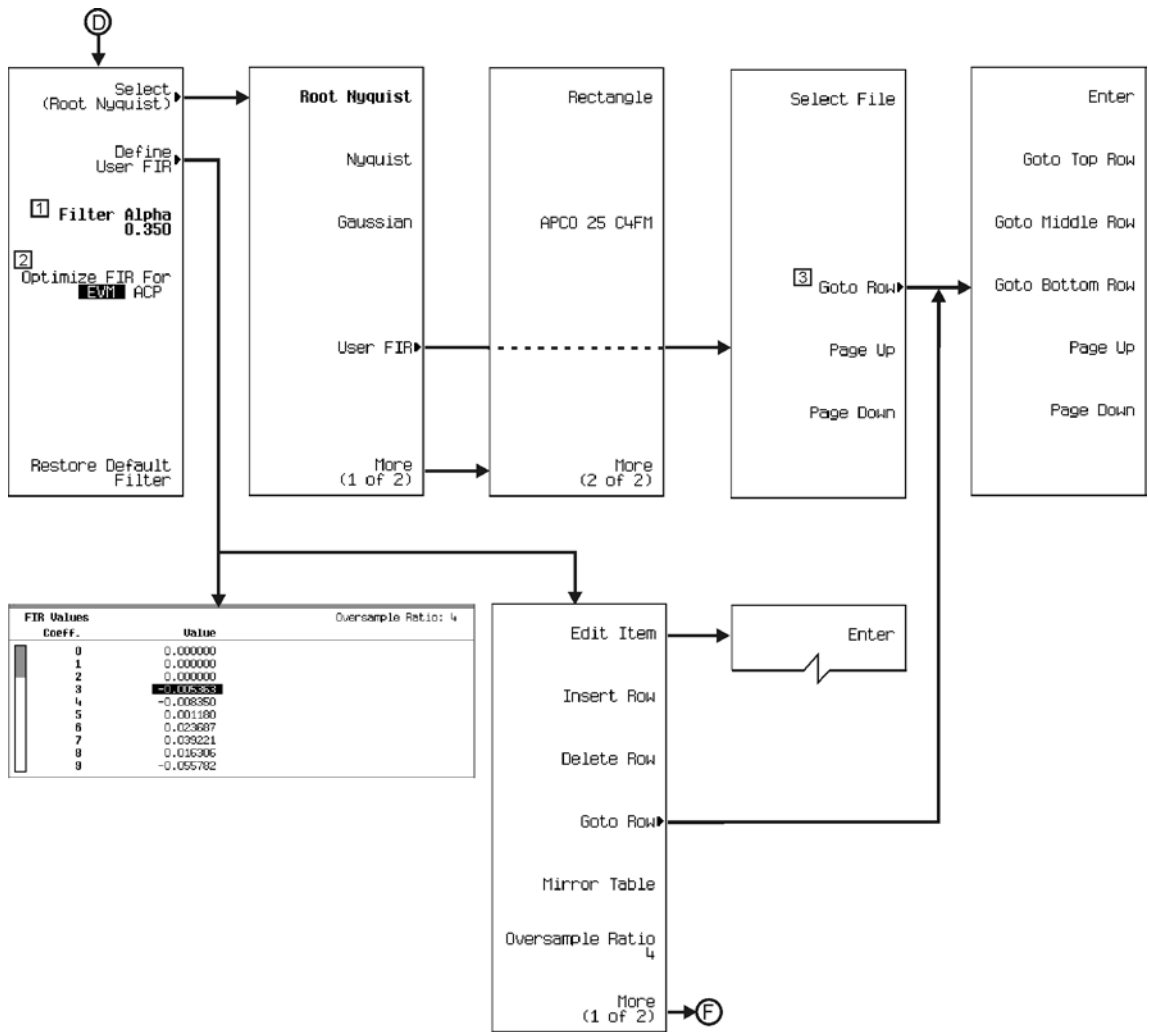 D
Select
(Root Nyquist)
Define
User FIR
1
Filter Alpha
0.350
2
Optimize FIR For
EVM ACP
Restore Default
Filter
Root Nyquist
Nyquist
Gaussian
User FIR
More
(1 of 2)
Rectangle
APCO 25 C4FM
More
(2 of 2)
Select File
3
Goto Row
Page Up
Page Down
Enter
Goto Top Row
Goto Middle Row
Goto Bottom Row
Page Up
Page Down
FIR Values Oversample Ratio: 4
Coeff. Value
0 0.000000
1 0.000000
2 0.000000
3 -0.005363
4 -0.008350
5 0.001180
6 0.023687
7 0.039221
8 0.016306
9 -0.055782
Edit Item
Insert Row
Delete Row
Goto Row
Mirror Table
Oversample Ratio
4
More
(1 of 2)
F
Enter